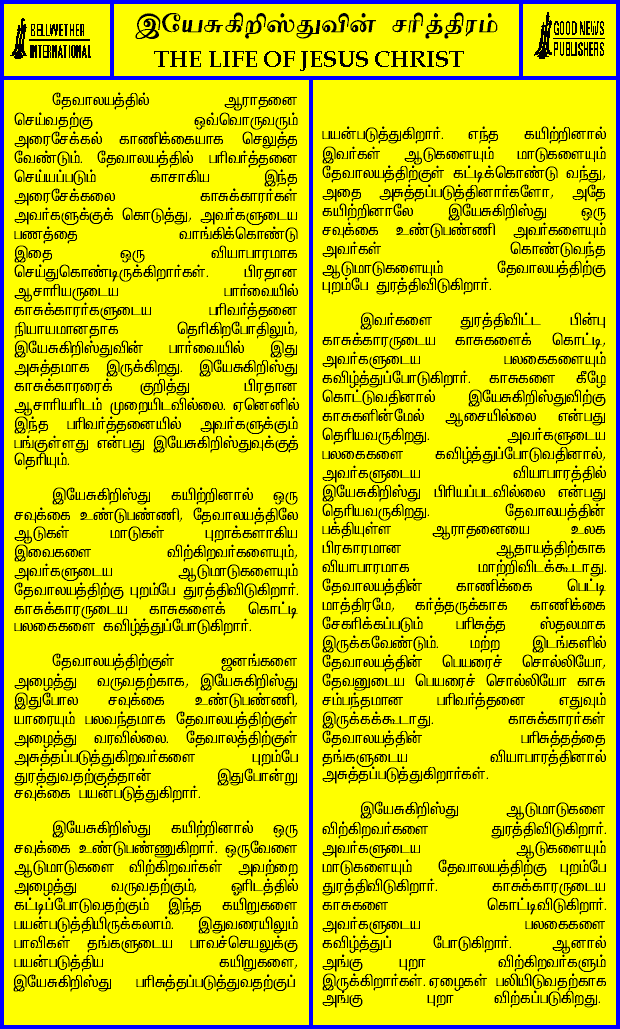 BELLWETHER
INTERNATIONAL
இயேசுகிறிஸ்துவின் சரித்திரம்
THE LIFE OF JESUS CHRIST
GOOD NEWS
PUBLISHERS
தேவாலயத்தில் ஆராதனை
செய்வதற்கு ஒவ்வொருவரும்
அரைசேக்கல் காணிக்கையாக செலுத்த
வேண்டும். தேவாலயத்தில் பரிவர்த்தனை
செய்யப்படும் காசாகிய இந்த
அரைசேக்கலை காசுக்காரர்கள்
அவர்களுக்குக் கொடுத்து, அவர்களுடைய
பணத்தை வாங்கிக்கொண்டு
இதை ஒரு வியாபாரமாக
செய்துகொண்டிருக்கிறார்கள். பிரதான
ஆசாரியருடைய பார்வையில்
காசுக்காரர்களுடைய பரிவர்த்தனை
நியாயமானதாக தெரிகிறபோதிலும்,
இயேசுகிறிஸ்துவின் பார்வையில் இது
அசுத்தமாக இருக்கிறது. இயேசுகிறிஸ்து
காசுக்காரரைக் குறித்து பிரதான
ஆசாரியரிடம் முறையிடவில்லை. ஏனெனில்
இந்த பரிவர்த்தனையில் அவர்களுக்கும்
பங்குள்ளது என்பது இயேசுகிறிஸ்துவுக்குத்
தெரியும்.
இயேசுகிறிஸ்து கயிற்றினால் ஒரு
சவுக்கை உண்டுபண்ணி, தேவாலயத்திலே
ஆடுகள் மாடுகள் புறாக்களாகிய
இவைகளை விற்கிறவர்களையும்,
அவர்களுடைய ஆடுமாடுகளையும்
தேவாலயத்திற்கு புறம்பே துரத்திவிடுகிறார்.
காசுக்காரருடைய காசுகளைக் கொட்டி
பலகைகளை கவிழ்த்துப்போடுகிறார்.
தேவாலயத்திற்குள் ஜனங்களை
அழைத்து வருவதற்காக, இயேசுகிறிஸ்து
இதுபோல சவுக்கை உண்டுபண்ணி,
யாரையும் பலவந்தமாக தேவாலயத்திற்குள்
அழைத்து வரவில்லை. தேவாலயத்திற்குள்
அசுத்தப்படுத்துகிறவர்களை புறம்பே
துரத்துவதற்குத்தான் இதுபோன்று
சவுக்கை பயன்படுத்துகிறார்.
இயேசுகிறிஸ்து கயிற்றினால் ஒரு
சவுக்கை உண்டுபண்ணுகிறார். ஒருவேளை
ஆடுமாடுகளை விற்கிறவர்கள் அவற்றை
அழைத்து வருவதற்கும், ஓரிடத்தில்
கட்டிப்போடுவதற்கும் இந்த கயிறுகளை
பயன்படுத்தியிருக்கலாம். இதுவரையிலும்
பாவிகள் தங்களுடைய பாவச்செயலுக்கு
பயன்படுத்திய கயிறுகளை,
இயேசுகிறிஸ்து பரிசுத்தப்படுத்துவதற்குப்
பயன்படுத்துகிறார். எந்த கயிற்றினால்
இவர்கள் ஆடுகளையும் மாடுகளையும்
தேவாலயத்திற்குள் கட்டிக்கொண்டு வந்து,
அதை அசுத்தப்படுத்தினார்களோ, அதே
கயிற்றினாலே இயேசுகிறிஸ்து ஒரு
சவுக்கை உண்டுபண்ணி அவர்களையும்
அவர்கள் கொண்டுவந்த
ஆடுமாடுகளையும் தேவாலயத்திற்கு
புறம்பே துரத்திவிடுகிறார்.
இவர்களை துரத்திவிட்ட பின்பு
காசுக்காரருடைய காசுகளைக் கொட்டி,
அவர்களுடைய பலகைகளையும்
கவிழ்த்துப்போடுகிறார். காசுகளை கீழே
கொட்டுவதினால் இயேசுகிறிஸ்துவிற்கு
காசுகளின்மேல் ஆசையில்லை என்பது
தெரியவருகிறது. அவர்களுடைய
பலகைகளை கவிழ்த்துப்போடுவதினால்,
அவர்களுடைய வியாபாரத்தில்
இயேசுகிறிஸ்து பிரியப்படவில்லை என்பது
தெரியவருகிறது. தேவாலயத்தின்
பக்தியுள்ள ஆராதனையை உலக
பிரகாரமான ஆதாயத்திற்காக
வியாபாரமாக மாற்றிவிடக்கூடாது.
தேவாலயத்தின் காணிக்கை பெட்டி
மாத்திரமே, கர்த்தருக்காக காணிக்கை
சேகரிக்கப்படும் பரிசுத்த ஸ்தலமாக
இருக்கவேண்டும். மற்ற இடங்களில்
தேவாலயத்தின் பெயரைச் சொல்லியோ,
தேவனுடைய பெயரைச் சொல்லியோ காசு
சம்பந்தமான பரிவர்த்தனை எதுவும்
இருக்கக்கூடாது. காசுக்காரர்கள்
தேவாலயத்தின் பரிசுத்தத்தை
தங்களுடைய வியாபாரத்தினால்
அசுத்தப்படுத்துகிறார்கள்.
இயேசுகிறிஸ்து ஆடுமாடுகளை
விற்கிறவர்களை துரத்திவிடுகிறார்.
அவர்களுடைய ஆடுகளையும்
மாடுகளையும் தேவாலயத்திற்கு புறம்பே
துரத்திவிடுகிறார். காசுக்காரருடைய
காசுகளை கொட்டிவிடுகிறார்.
அவர்களுடைய பலகைகளை
கவிழ்த்துப் போடுகிறார். ஆனால்
அங்கு புறா விற்கிறவர்களும்
இருக்கிறார்கள். ஏழைகள் பலியிடுவதற்காக
அங்கு புறா விற்கப்படுகிறது.